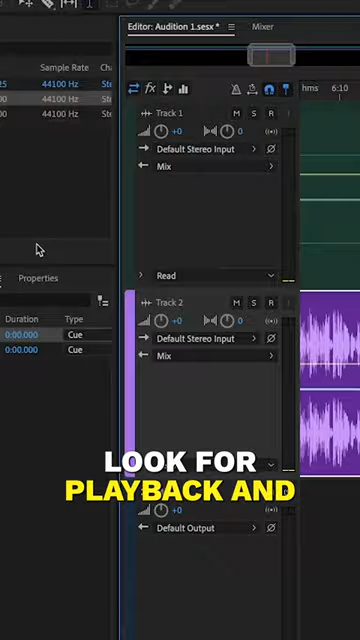 Editor: Audition 1.sesx *
Mixer
Sample Rate
44100 Hz
44100 Hz
44100 Hz
hms
6:10
Track 1
M S R
+0
0
Default Stereo Input
Mix
Read
Properties
Duration Type
0:00.000 Cue
0:00.000 Cue
Track 2
M S R
+0
0
Default Stereo Input
Mix
LOOK FOR
PLAYBACK AND
+0
0
Default Output